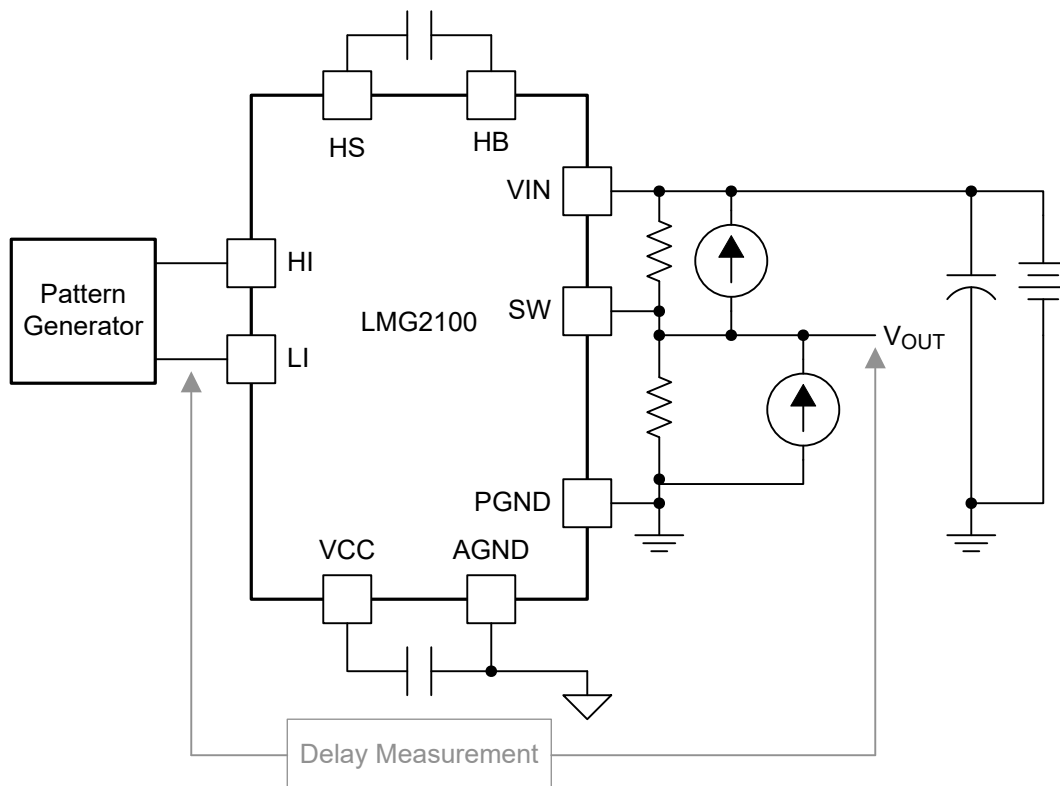 HS
HB
VIN
Pattern
Generator
HI
LI
LMG2100
SW
VOUT
PGND
VCC
AGND
Delay Measurement